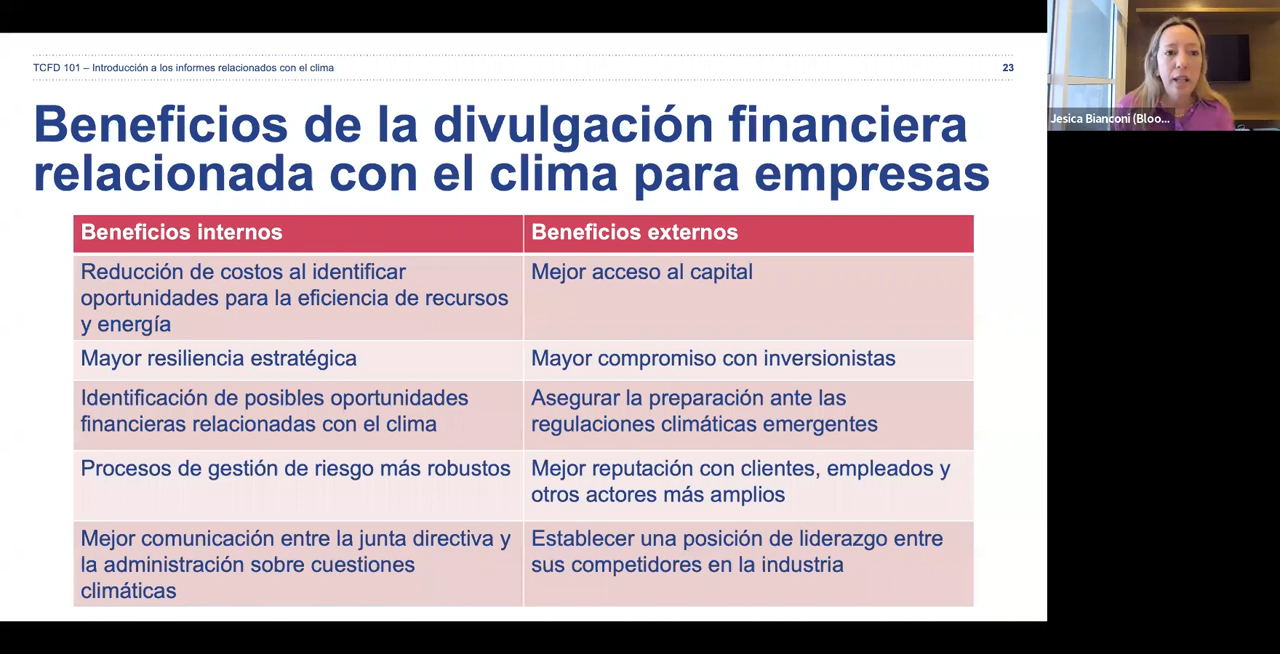 TCFD 101 – Introducción a los informes relacionados con el clima
23
Beneficios de la divulgación financiera
relacionada con el clima para empresas
Beneficios internos
Beneficios externos
Reducción de costos al identificar
oportunidades para la eficiencia de recursos
y energía
Mejor acceso al capital
Mayor resiliencia estratégica
Mayor compromiso con inversionistas
Identificación de posibles oportunidades
financieras relacionadas con el clima
Asegurar la preparación ante las
regulaciones climáticas emergentes
Procesos de gestión de riesgo más robustos
Mejor reputación con clientes, empleados y
otros actores más amplios
Mejor comunicación entre la junta directiva y
la administración sobre cuestiones
climáticas
Establecer una posición de liderazgo entre
sus competidores en la industria
Jesica Bianconi (Bloo...